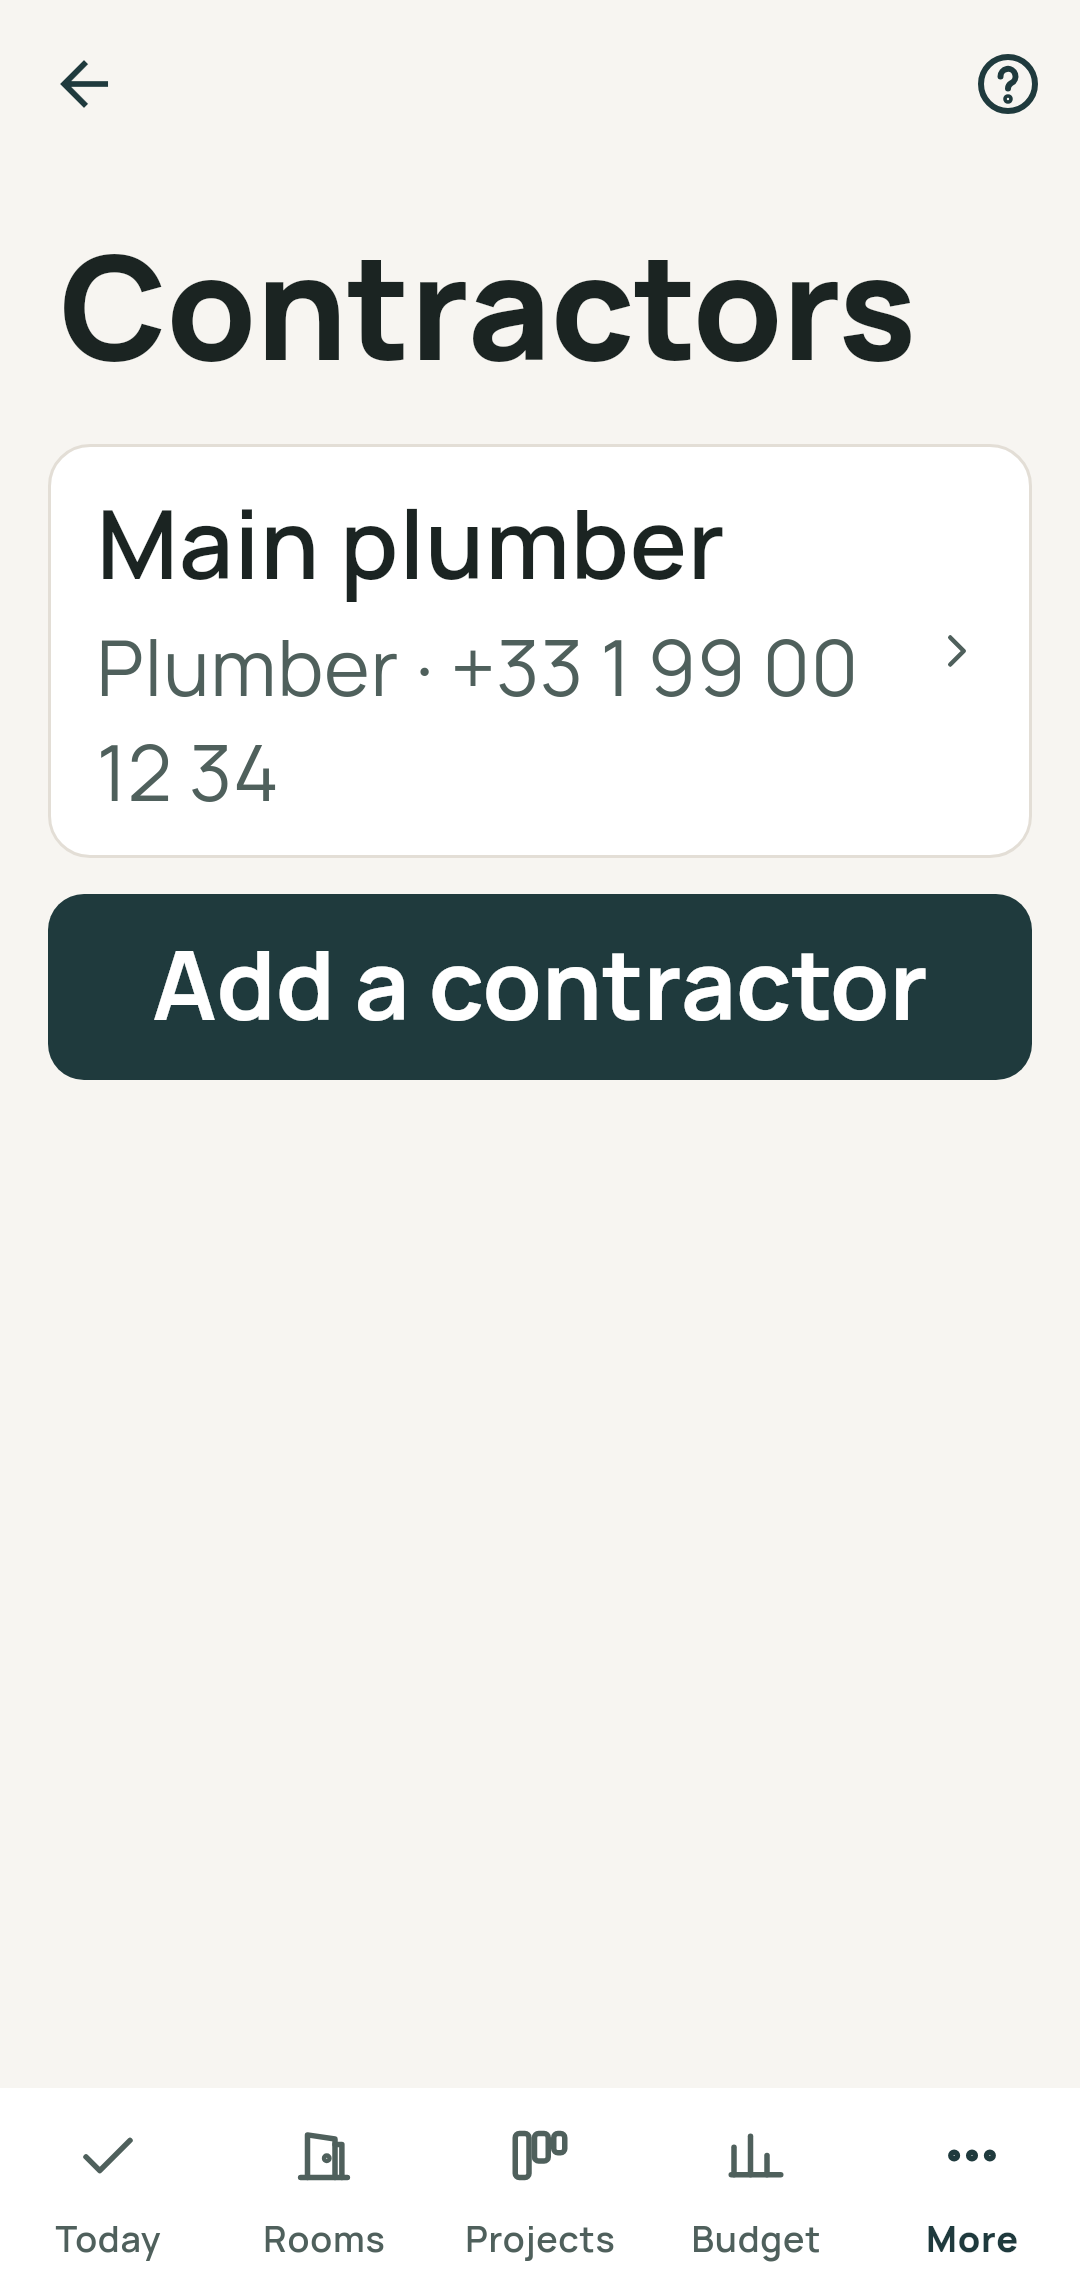 Contractors
Main plumber
Plumber · +33 1 99 00
12 34
Add a contractor
Today
Rooms
Projects
Budget
More